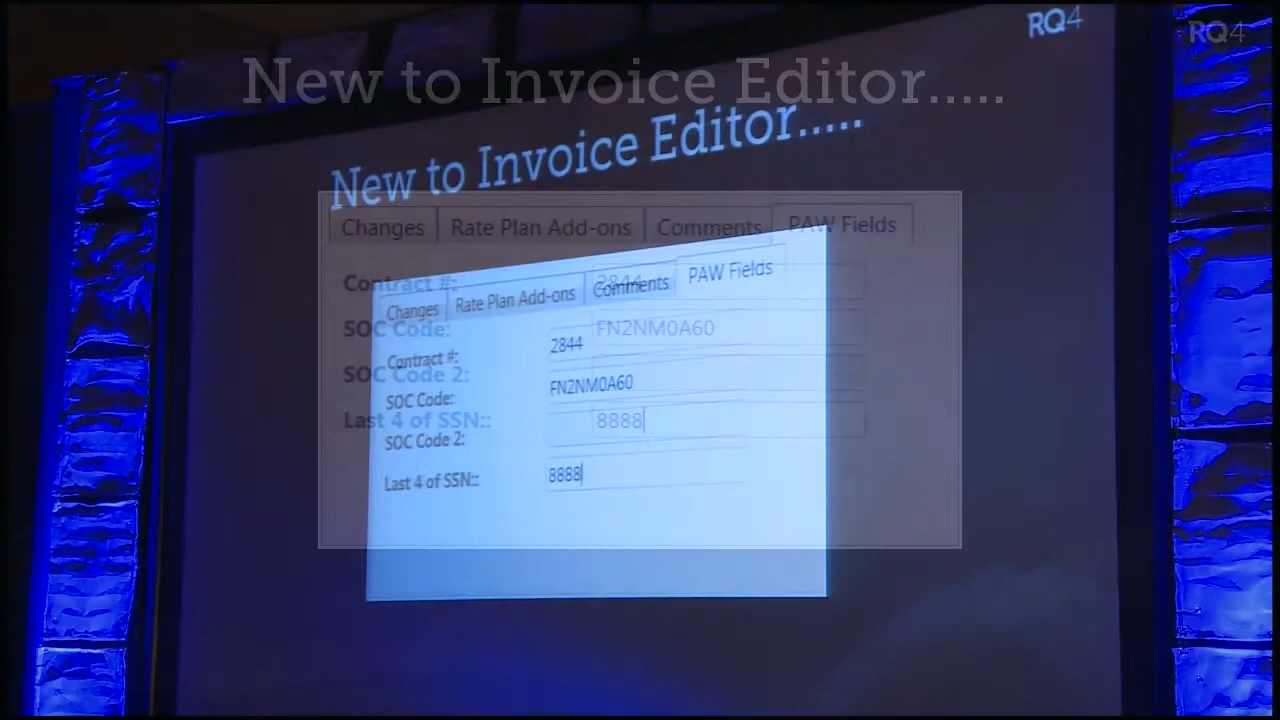 RQ4
RQ4
New to Invoice Editor.....
New to Invoice Editor.....
Changes Rate Plan Add-ons Comments PAW Fields
Contract #: 2844
SOC Code: FN2NM0A60
SOC Code 2:
Last 4 of SSN:: 8888
Changes Rate Plan Add-ons Comments PAW Fields
Contract #: 2844
SOC Code: FN2NM0A60
SOC Code 2:
Last 4 of SSN:: 8888